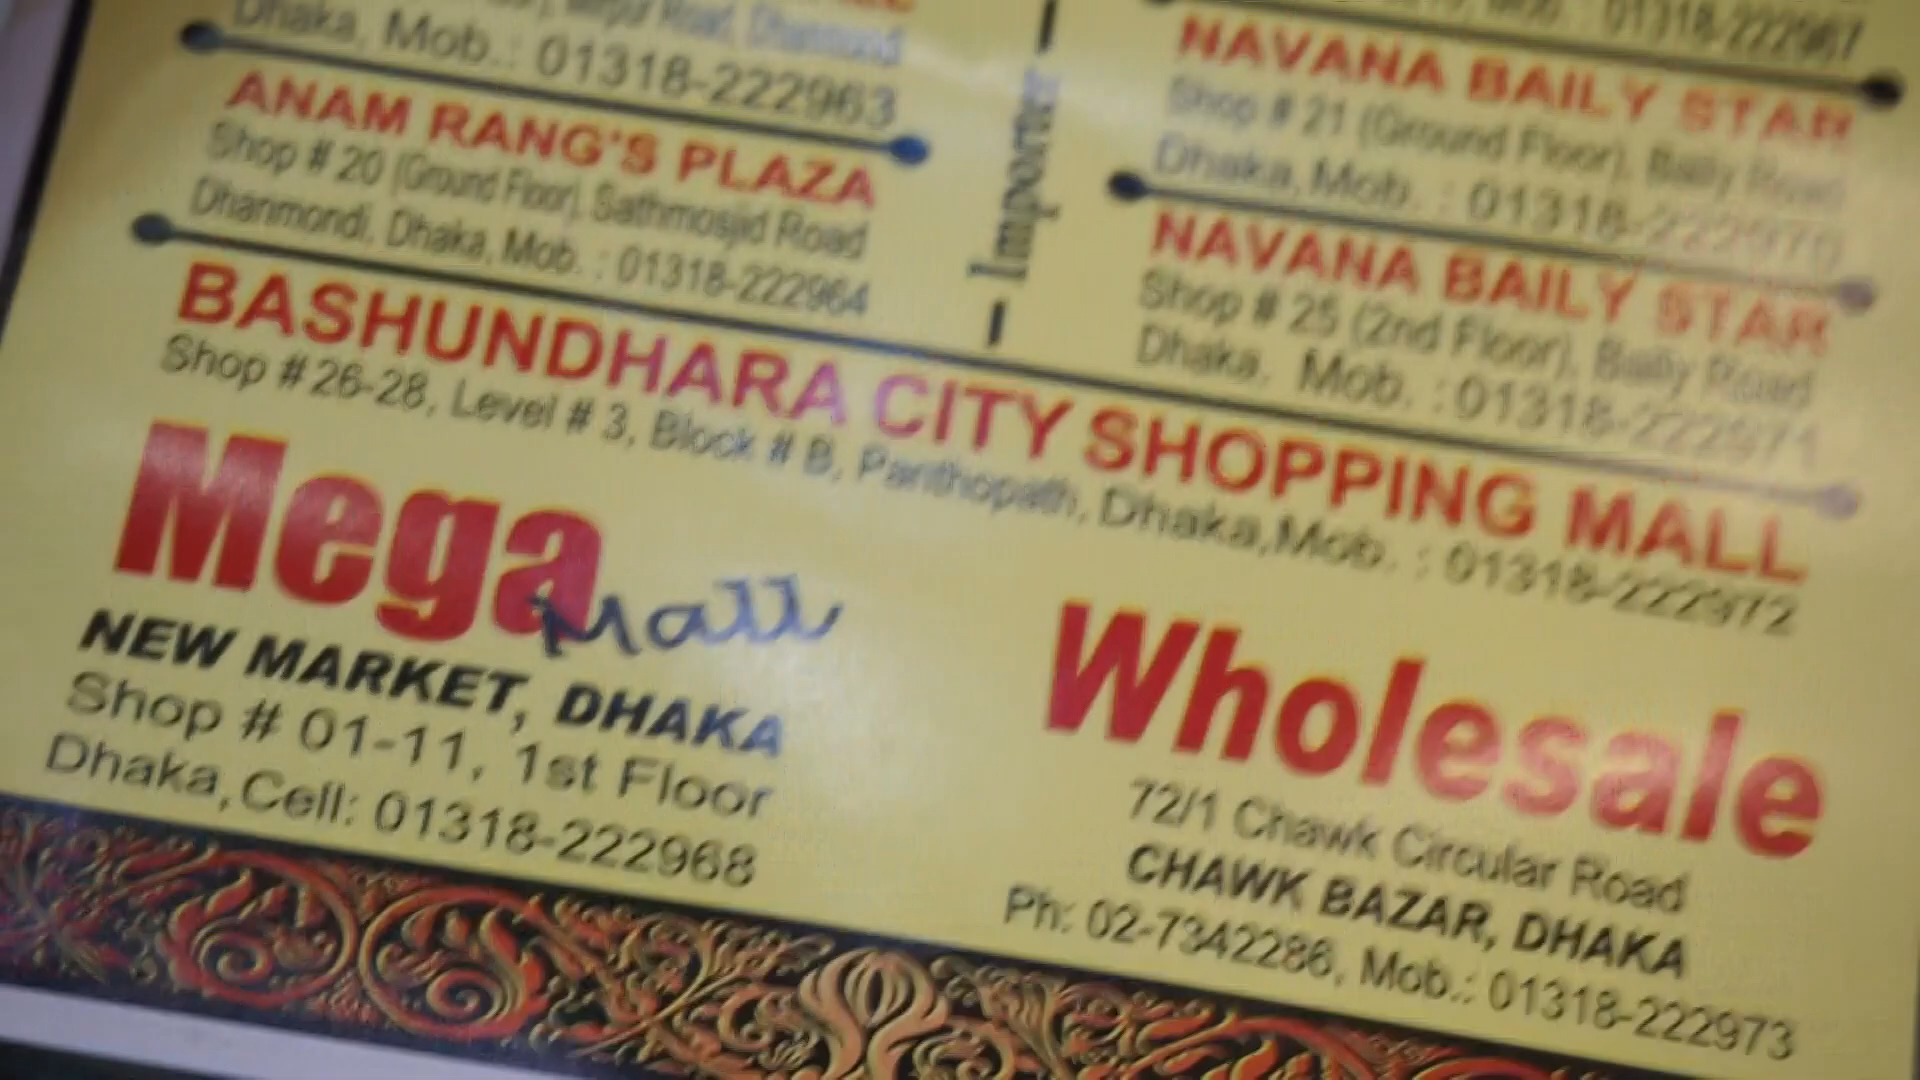 Road, Dhanmondi
Dhaka, Mob.: 01318-222963
ANAM RANG'S PLAZA
Shop # 20 (Ground Floor), Sathmosjid Road
Dhanmondi, Dhaka, Mob. : 01318-222964
Importer
01318-222967
NAVANA BAILY STAR
Shop # 21 (Ground Floor), Baily Road
Dhaka, Mob. : 01318-222970
NAVANA BAILY STAR
Shop # 25 (2nd Floor), Baily Road
Dhaka, Mob. : 01318-222971
BASHUNDHARA CITY SHOPPING MALL
Shop # 26-28, Level # 3, Block # B, Panthopath, Dhaka,Mob. : 01318-222972
Mega
Mall
NEW MARKET, DHAKA
Shop # 01-11, 1st Floor
Dhaka,Cell: 01318-222968
Wholesale
72/1 Chawk Circular Road
CHAWK BAZAR, DHAKA
Ph: 02-7342286, Mob.: 01318-222973